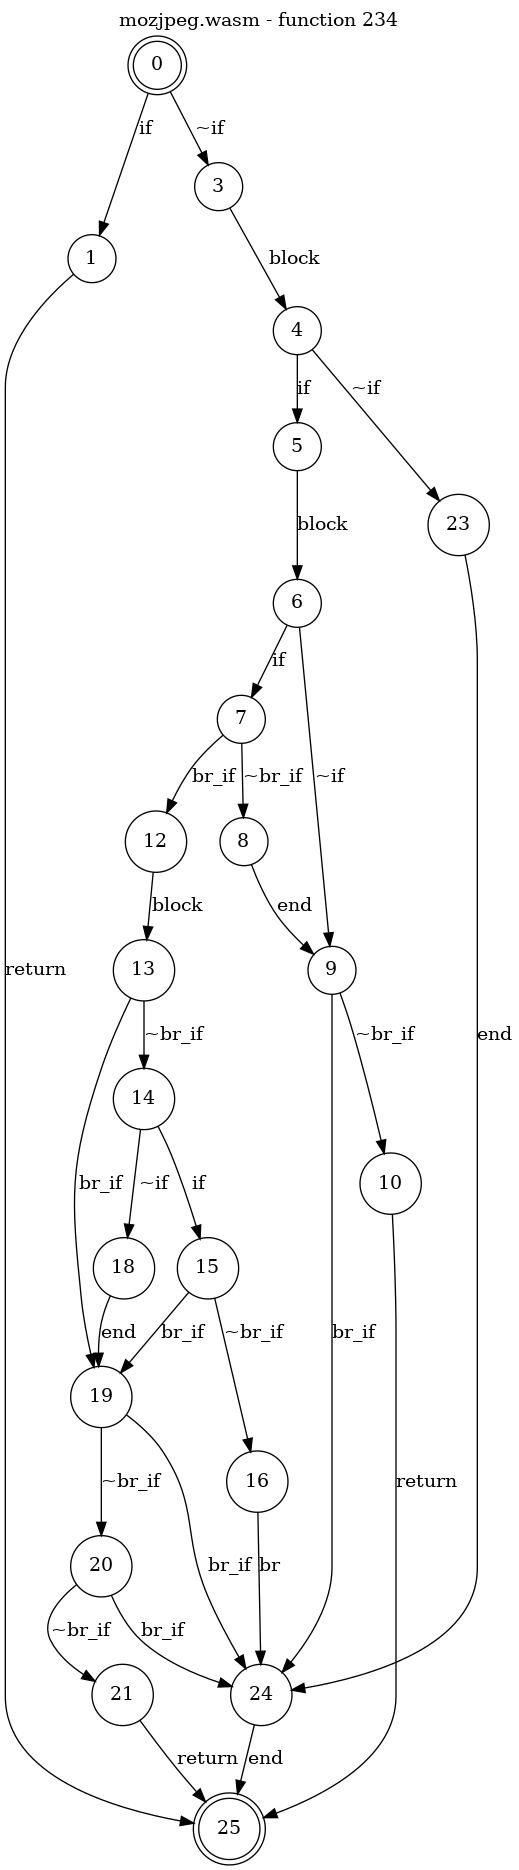 mozjpeg.wasm - function 234
0
if
~if
3
1
block
4
if
~if
5
23
block
6
if
7
br_if
~br_if
~if
12
8
block
end
13
9
return
end
~br_if
~br_if
14
10
br_if
~if
if
18
15
end
br_if
~br_if
br_if
19
~br_if
16
return
20
br_if
br
~br_if
br_if
21
24
return
end
25